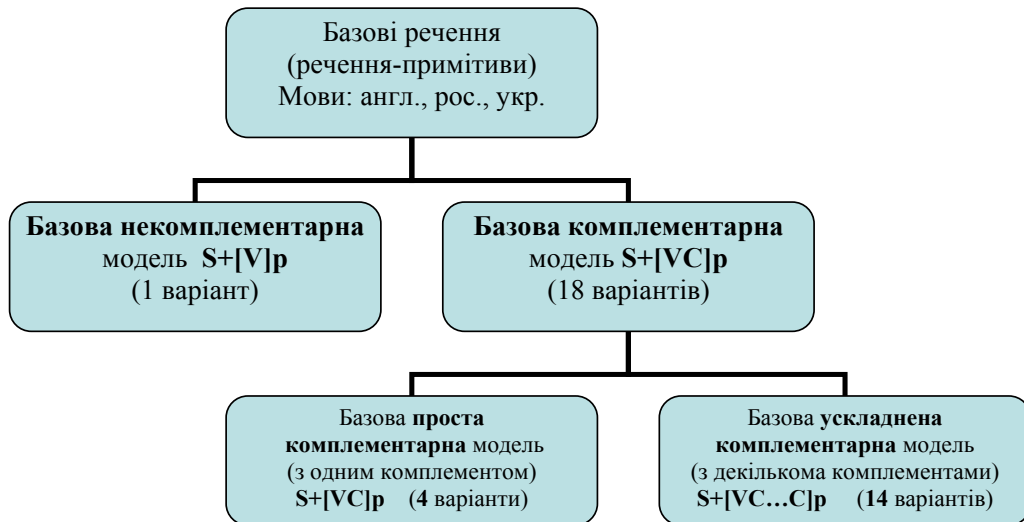 Базові речення
(речення-примітиви)
Мови: англ., рос., укр.
Базова некомплементарна
модель S+[V]p
(1 варіант)
Базова комплементарна
модель S+[VC]p
(18 варіантів)
Базова проста
комплементарна модель
(з одним комплементом)
S+[VC]p (4 варіанти)
Базова ускладнена
комплементарна модель
(з декількома комплементами)
S+[VC…C]p (14 варіантів)